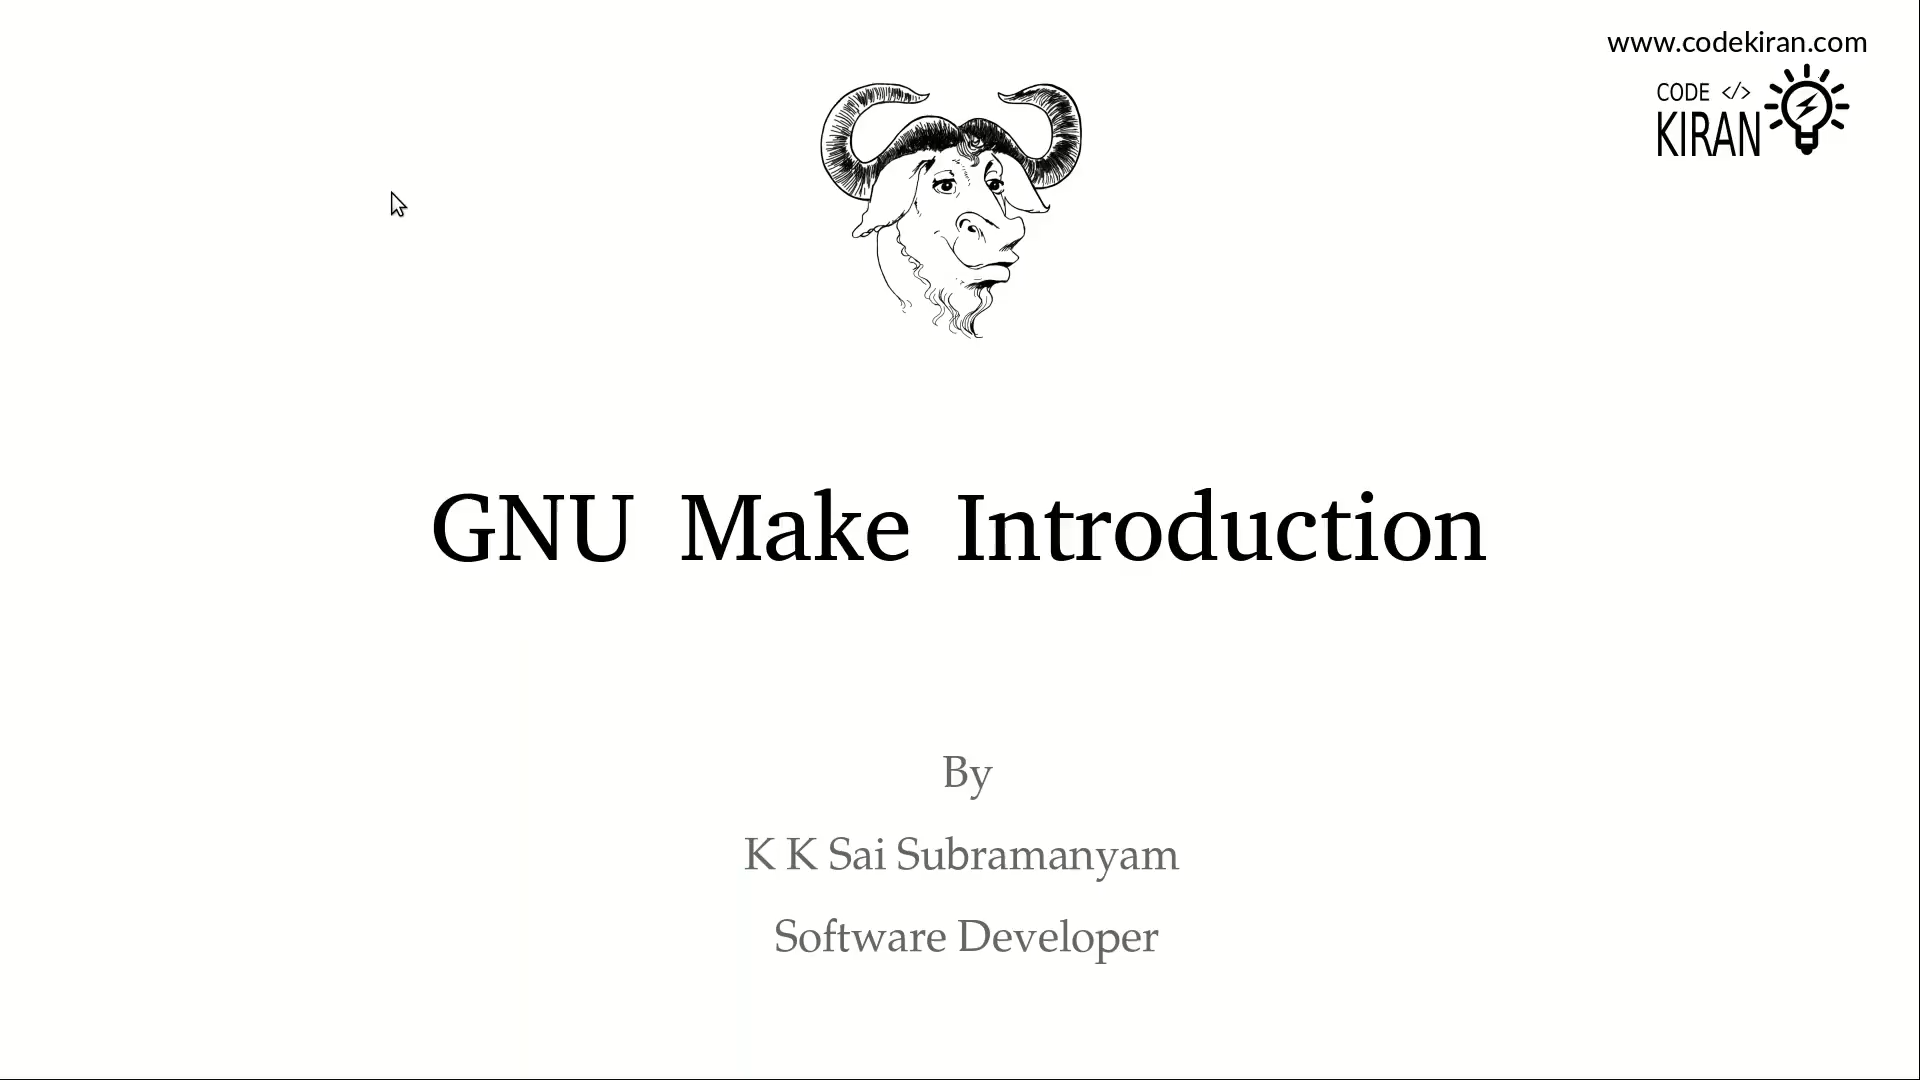 www.codekiran.com
CODE </>
KIRAN
GNU Make Introduction
By
K K Sai Subramanyam
Software Developer